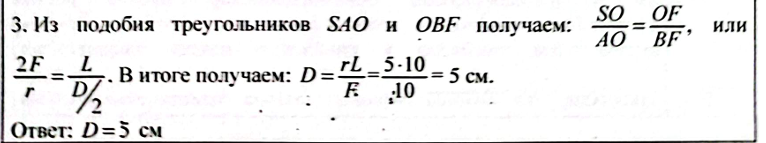 3. Из подобия треугольников SAO и OBF получаем: SO/AO = OF/BF, или
2F/r = L/(D/2). В итоге получаем: D = rL/F = 5·10/10 = 5 см.
Ответ: D = 5 см